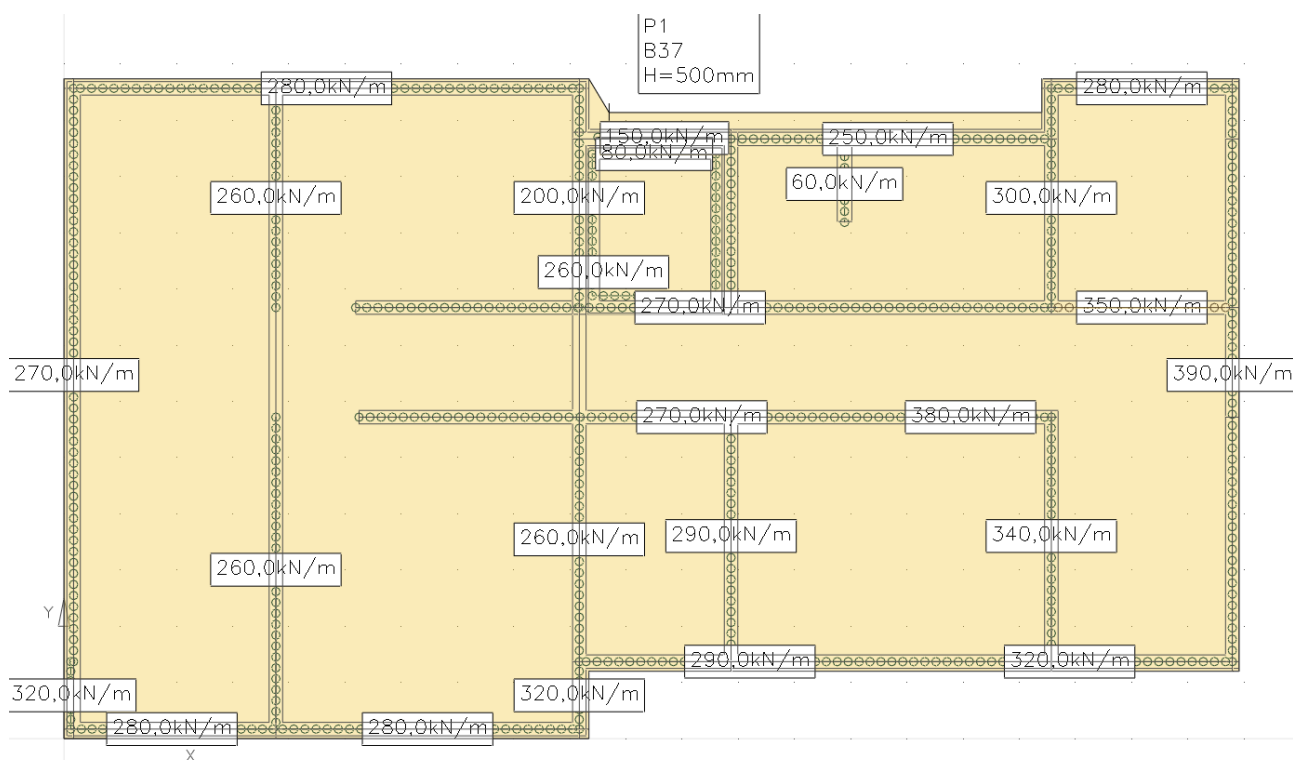 P1
B37
H=500mm
280,0kN/m
280,0kN/m
150,0kN/m
250,0kN/m
80,0kN/m
60,0kN/m
260,0kN/m
200,0kN/m
300,0kN/m
260,0kN/m
270,0kN/m
350,0kN/m
270,0kN/m
390,0kN/m
270,0kN/m
380,0kN/m
260,0kN/m
290,0kN/m
340,0kN/m
260,0kN/m
Y
290,0kN/m
320,0kN/m
320,0kN/m
320,0kN/m
280,0kN/m
280,0kN/m
X